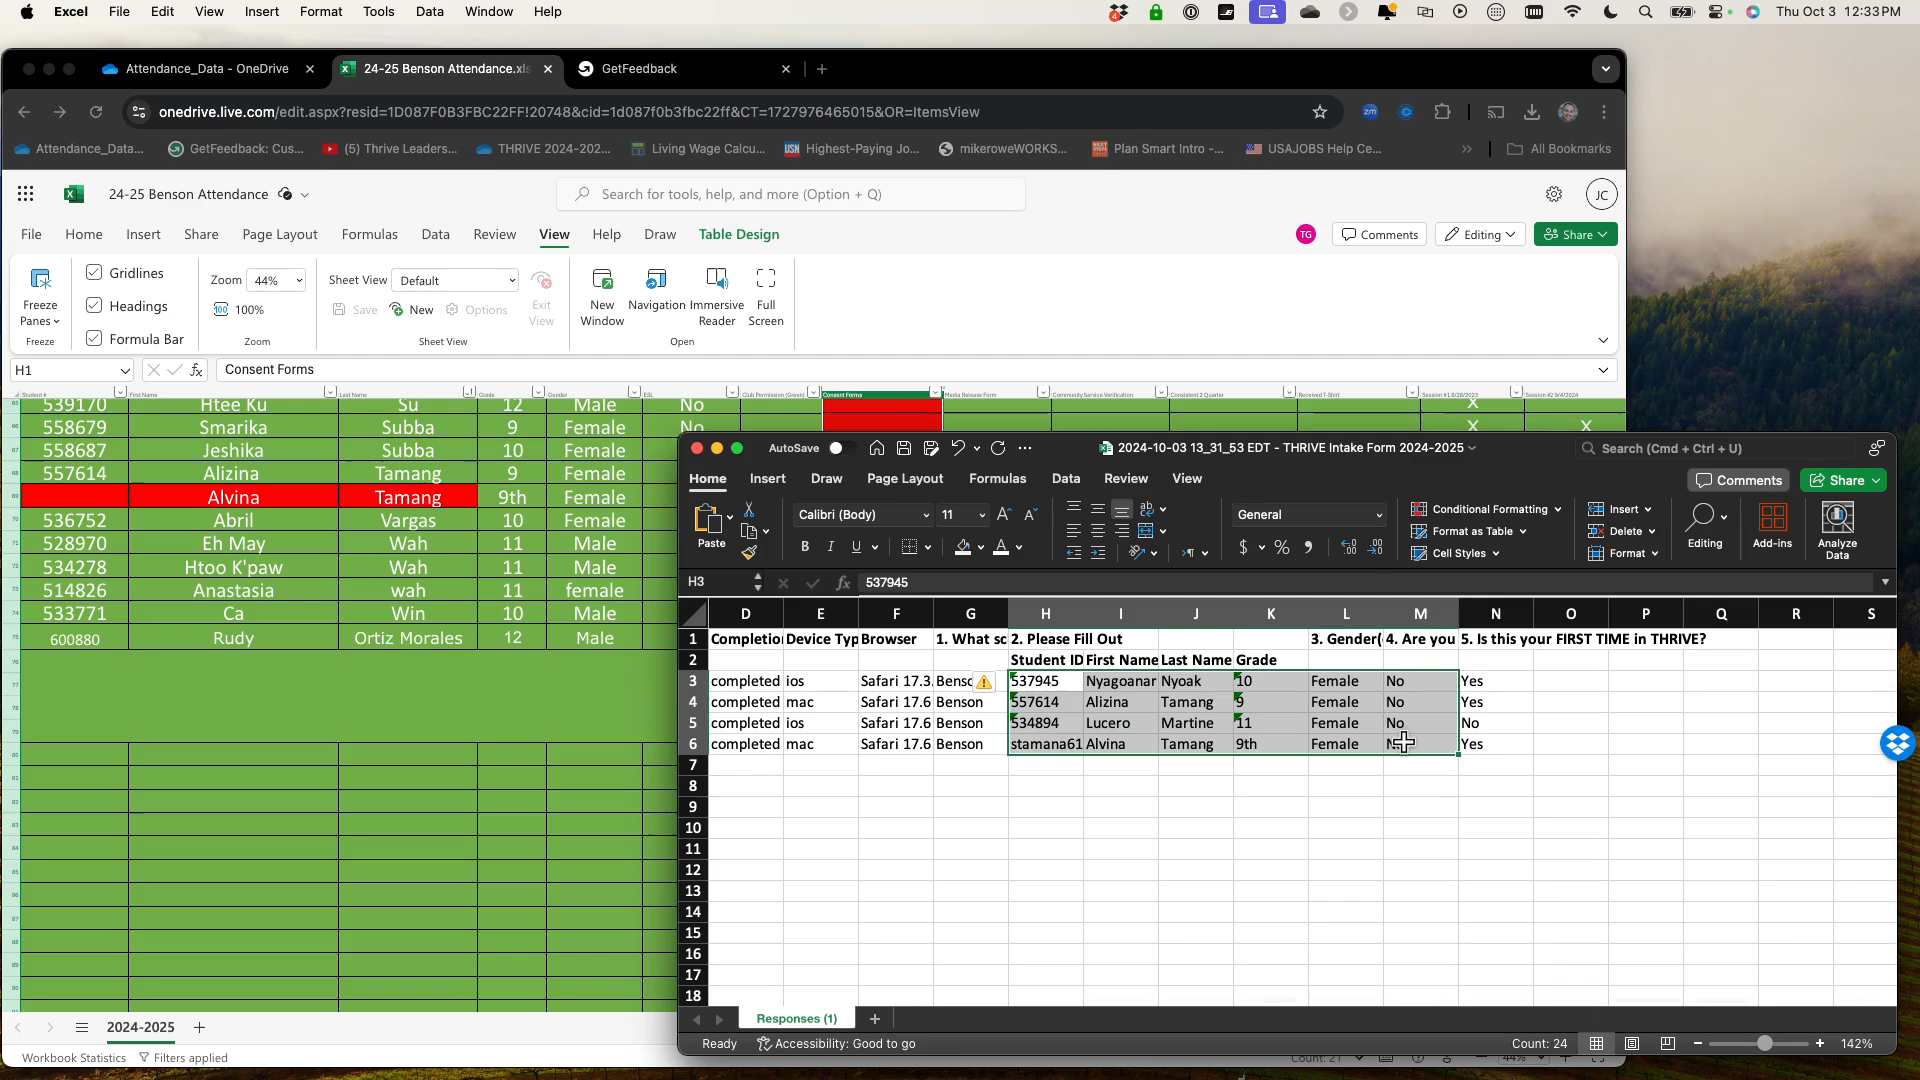 Excel File Edit View Insert Format Tools Data Window Help
4
Thu Oct 3 12:33 PM
Attendance_Data - OneDrive
24-25 Benson Attendance.xls
GetFeedback
onedrive.live.com/edit.aspx?resid=1D087F0B3FBC22FF!20748&cid=1d087f0b3fbc22ff&CT=1727976465015&OR=ItemsView
Attendance_Data...
GetFeedback: Cus...
(5) Thrive Leaders...
THRIVE 2024-202...
Living Wage Calcu...
Highest-Paying Jo...
mikeroweWORKS...
Plan Smart Intro -...
USAJOBS Help Ce...
»
All Bookmarks
24-25 Benson Attendance
Search for tools, help, and more (Option + Q)
JC
File Home Insert Share Page Layout Formulas Data Review View Help Draw Table Design
TG
Comments
Editing
Share
Freeze Panes
Freeze
Gridlines
Headings
Formula Bar
Zoom 44%
100%
Zoom
Sheet View Default
Save New Options
Exit View
Sheet View
New Window
Navigation
Immersive Reader
Full Screen
Open
H1
fx
Consent Forms
Student # First Name Last Name Grade Gender ESL Club Permission (Green) Consent Forms Media Release Form Community Service Verification Consistent 2 Quarter Received T-Shirt Session #1 8/28/2023 Session #2 9/4/2024
539170 Htee Ku Su 12 Male No X
558679 Smarika Subba 9 Female No X X
558687 Jeshika Subba 10 Female
557614 Alizina Tamang 9 Female
Alvina Tamang 9th Female
536752 Abril Vargas 10 Female
528970 Eh May Wah 11 Male
534278 Htoo K'paw Wah 11 Male
514826 Anastasia wah 11 female
533771 Ca Win 10 Male
600880 Rudy Ortiz Morales 12 Male
2024-2025
Workbook Statistics Filters applied
AutoSave
2024-10-03 13_31_53 EDT - THRIVE Intake Form 2024-2025
Search (Cmd + Ctrl + U)
Home Insert Draw Page Layout Formulas Data Review View
Comments
Share
Paste
Calibri (Body) 11
B I U
General
$ % 9
Conditional Formatting
Format as Table
Cell Styles
Insert
Delete
Format
Editing
Add-ins
Analyze Data
H3
fx
537945
D E F G H I J K L M N O P Q R S
1 Completio Device Typ Browser 1. What sc 2. Please Fill Out 3. Gender( 4. Are you 5. Is this your FIRST TIME in THRIVE?
2 Student ID First Name Last Name Grade
3 completed ios Safari 17.3. Bensc 537945 Nyagoanar Nyoak 10 Female No Yes
4 completed mac Safari 17.6 Benson 557614 Alizina Tamang 9 Female No Yes
5 completed ios Safari 17.6 Benson 534894 Lucero Martine 11 Female No No
6 completed mac Safari 17.6 Benson stamana61 Alvina Tamang 9th Female Yes
7
8
9
10
11
12
13
14
15
16
17
18
Responses (1)
Ready
Accessibility: Good to go
Count: 24
142%